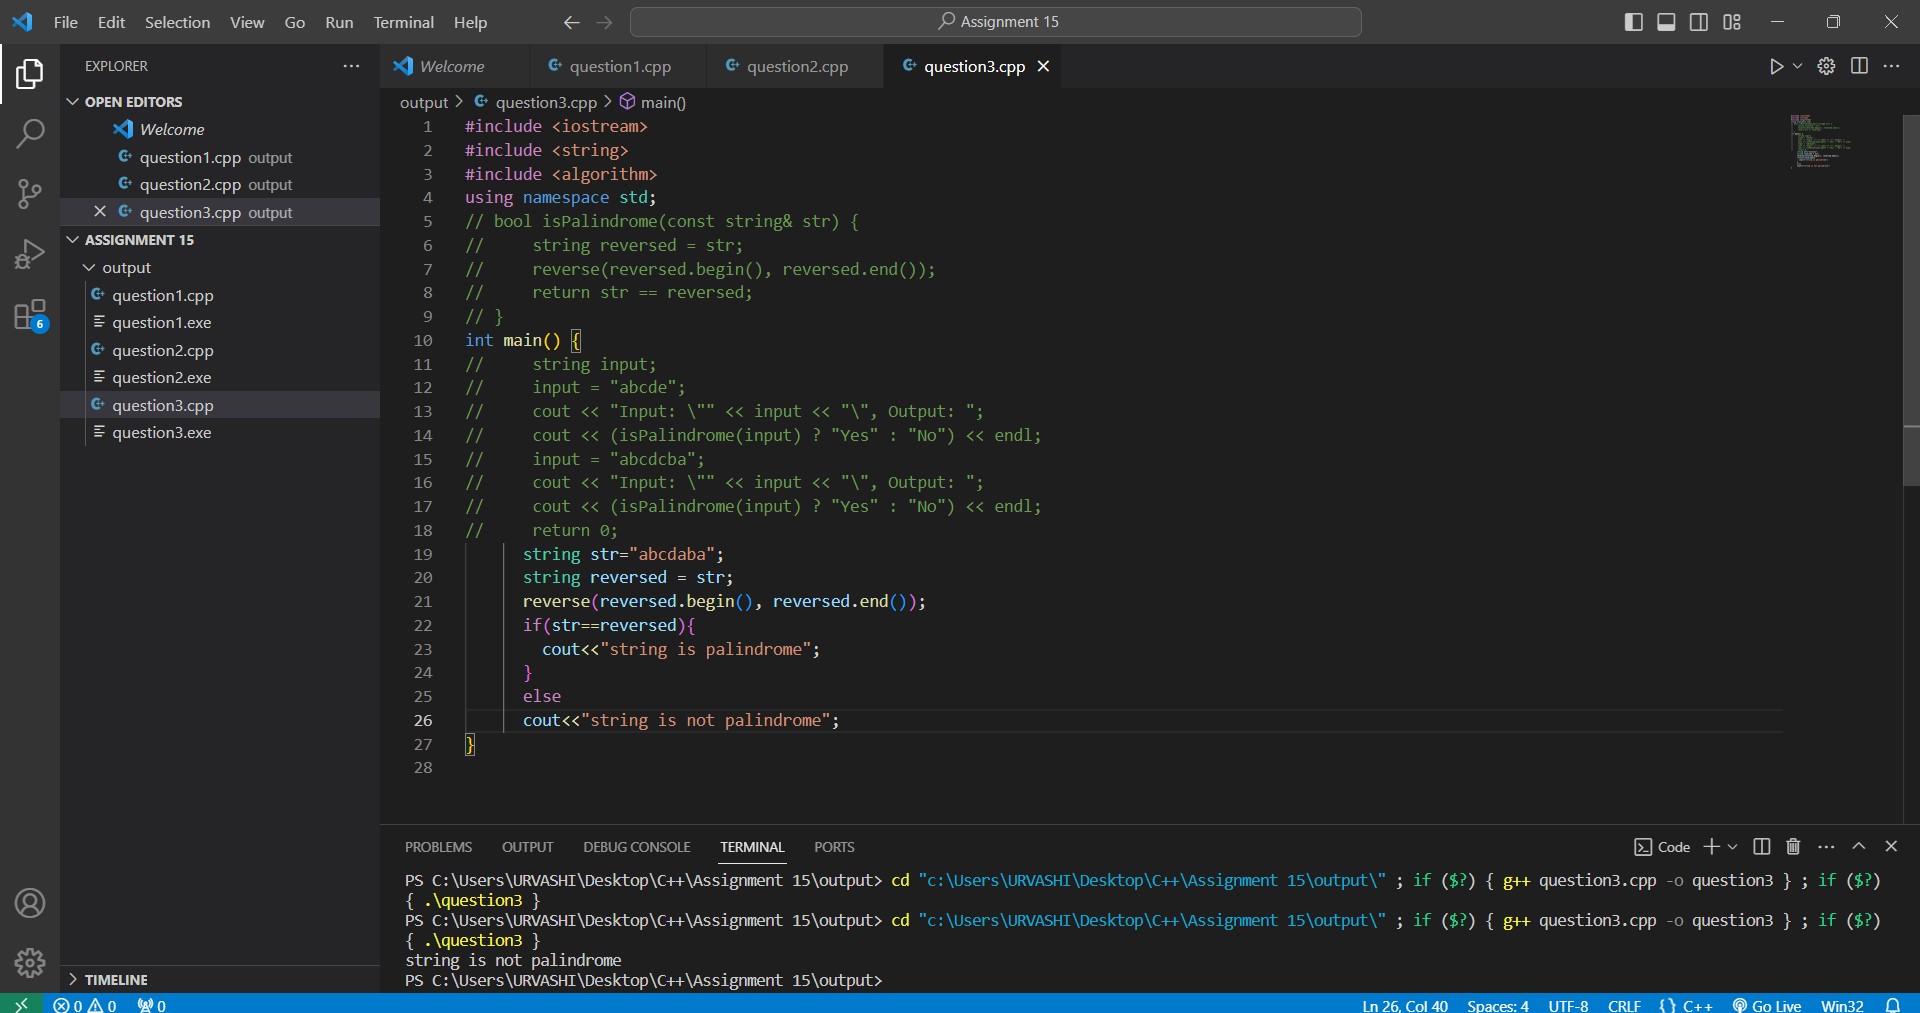 File Edit Selection View Go Run Terminal Help
Assignment 15
EXPLORER
OPEN EDITORS
Welcome
question1.cpp output
question2.cpp output
question3.cpp output
ASSIGNMENT 15
output
question1.cpp
question1.exe
question2.cpp
question2.exe
question3.cpp
question3.exe
6
TIMELINE
Welcome question1.cpp question2.cpp question3.cpp
output > question3.cpp > main()
1 #include <iostream>
2 #include <string>
3 #include <algorithm>
4 using namespace std;
5 // bool isPalindrome(const string& str) {
6 //     string reversed = str;
7 //     reverse(reversed.begin(), reversed.end());
8 //     return str == reversed;
9 // }
10 int main() {
11 //     string input;
12 //     input = "abcde";
13 //     cout << "Input: \"" << input << "\", Output: ";
14 //     cout << (isPalindrome(input) ? "Yes" : "No") << endl;
15 //     input = "abcdcba";
16 //     cout << "Input: \"" << input << "\", Output: ";
17 //     cout << (isPalindrome(input) ? "Yes" : "No") << endl;
18 //     return 0;
19       string str="abcdaba";
20       string reversed = str;
21       reverse(reversed.begin(), reversed.end());
22       if(str==reversed){
23         cout<<"string is palindrome";
24       }
25       else
26       cout<<"string is not palindrome";
27 }
28
PROBLEMS OUTPUT DEBUG CONSOLE TERMINAL PORTS
Code
PS C:\Users\URVASHI\Desktop\C++\Assignment 15\output> cd "c:\Users\URVASHI\Desktop\C++\Assignment 15\output\" ; if ($?) { g++ question3.cpp -o question3 } ; if ($?)
{ .\question3 }
PS C:\Users\URVASHI\Desktop\C++\Assignment 15\output> cd "c:\Users\URVASHI\Desktop\C++\Assignment 15\output\" ; if ($?) { g++ question3.cpp -o question3 } ; if ($?)
{ .\question3 }
string is not palindrome
PS C:\Users\URVASHI\Desktop\C++\Assignment 15\output>
0 0 0 Ln 26, Col 40 Spaces: 4 UTF-8 CRLF {} C++ Go Live Win32